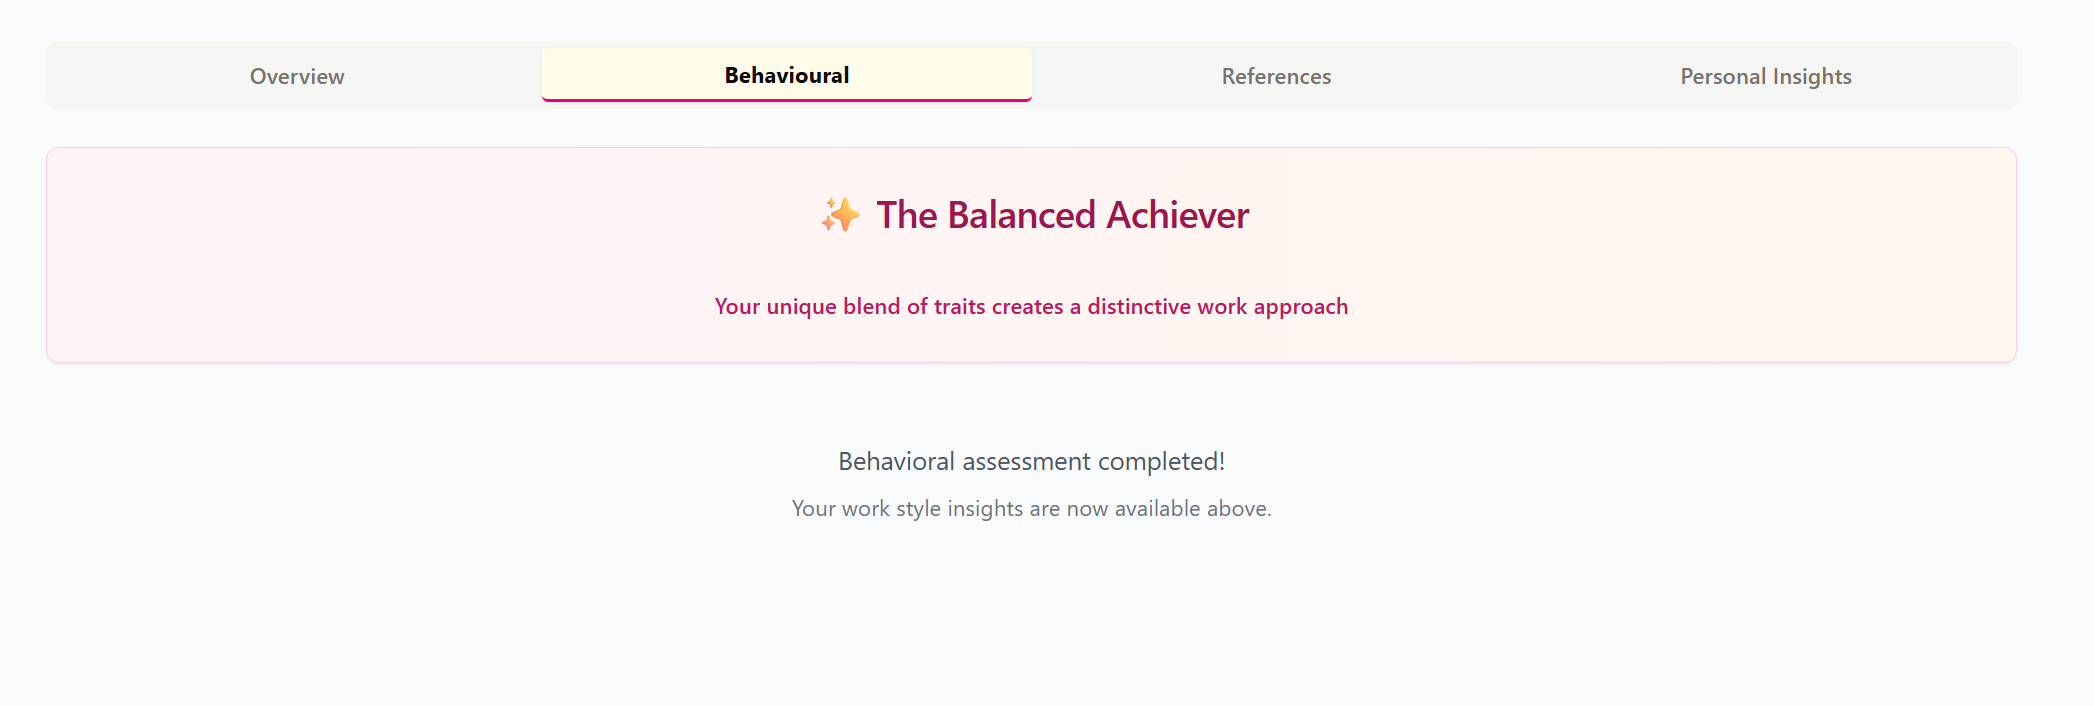 Overview
Behavioural
References
Personal Insights
✨ The Balanced Achiever
Your unique blend of traits creates a distinctive work approach
Behavioral assessment completed!
Your work style insights are now available above.